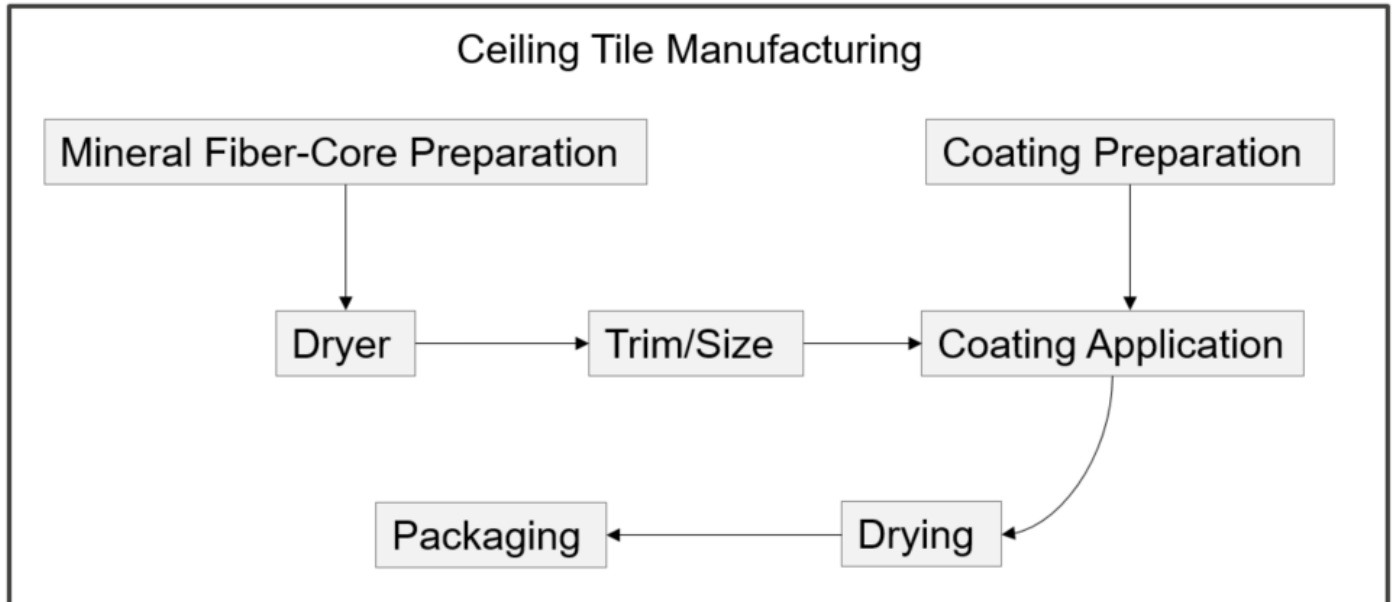 Ceiling Tile Manufacturing
Mineral Fiber-Core Preparation
Coating Preparation
Dryer
Trim/Size
Coating Application
Packaging
Drying